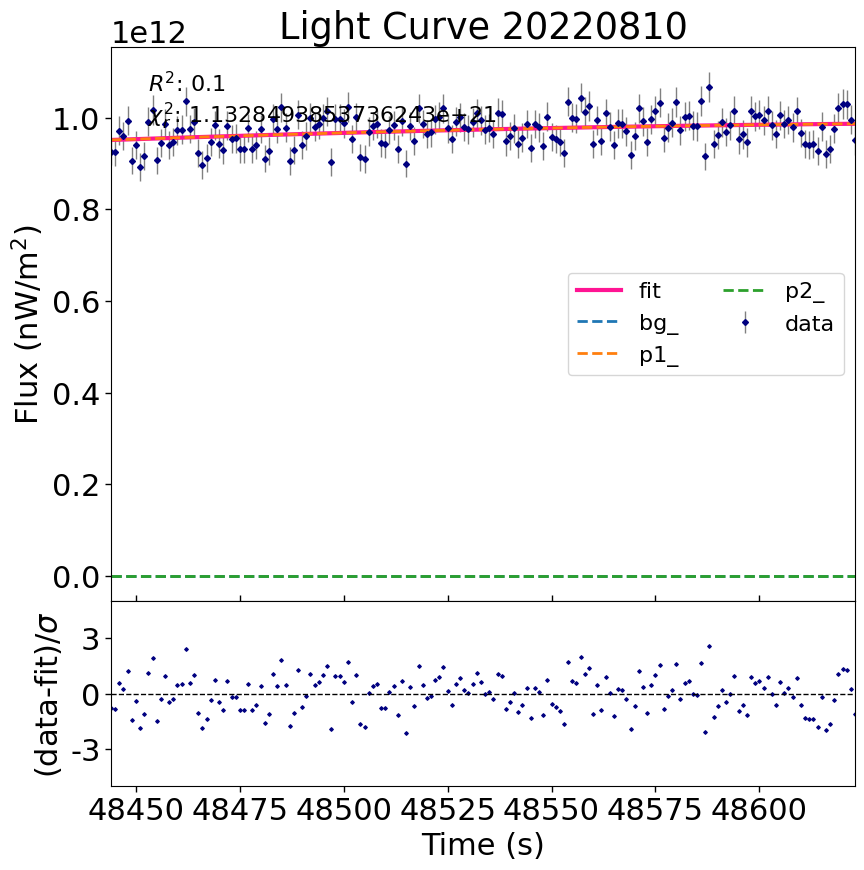 Light Curve 20220810
1e12
R²: 0.1
χᵣ²: 1.1328493853736243e+21
1.0
0.8
0.6
0.4
0.2
0.0
Flux (nW/m²)
fit
bg_
p1_
p2_
data
3
0
-3
(data-fit)/σ
48450 48475 48500 48525 48550 48575 48600
Time (s)